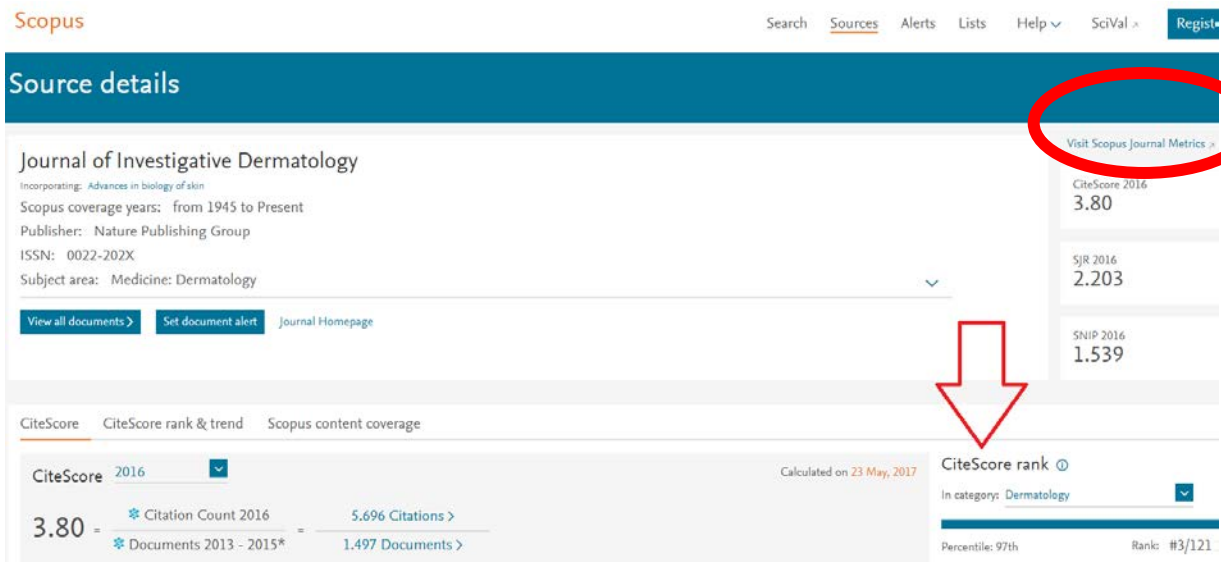 Scopus
Search Sources Alerts Lists Help SciVal Register
Source details
Visit Scopus Journal Metrics
Journal of Investigative Dermatology
Incorporating: Advances in biology of skin
Scopus coverage years: from 1945 to Present
Publisher: Nature Publishing Group
ISSN: 0022-202X
Subject area: Medicine: Dermatology
View all documents > Set document alert Journal Homepage
CiteScore 2016
3.80
SJR 2016
2.203
SNIP 2016
1.539
CiteScore CiteScore rank & trend Scopus content coverage
CiteScore 2016
Calculated on 23 May, 2017
3.80 = Citation Count 2016 = 5.696 Citations >
Documents 2013 - 2015* 1.497 Documents >
CiteScore rank
In category: Dermatology
Percentile: 97th Rank: #3/121